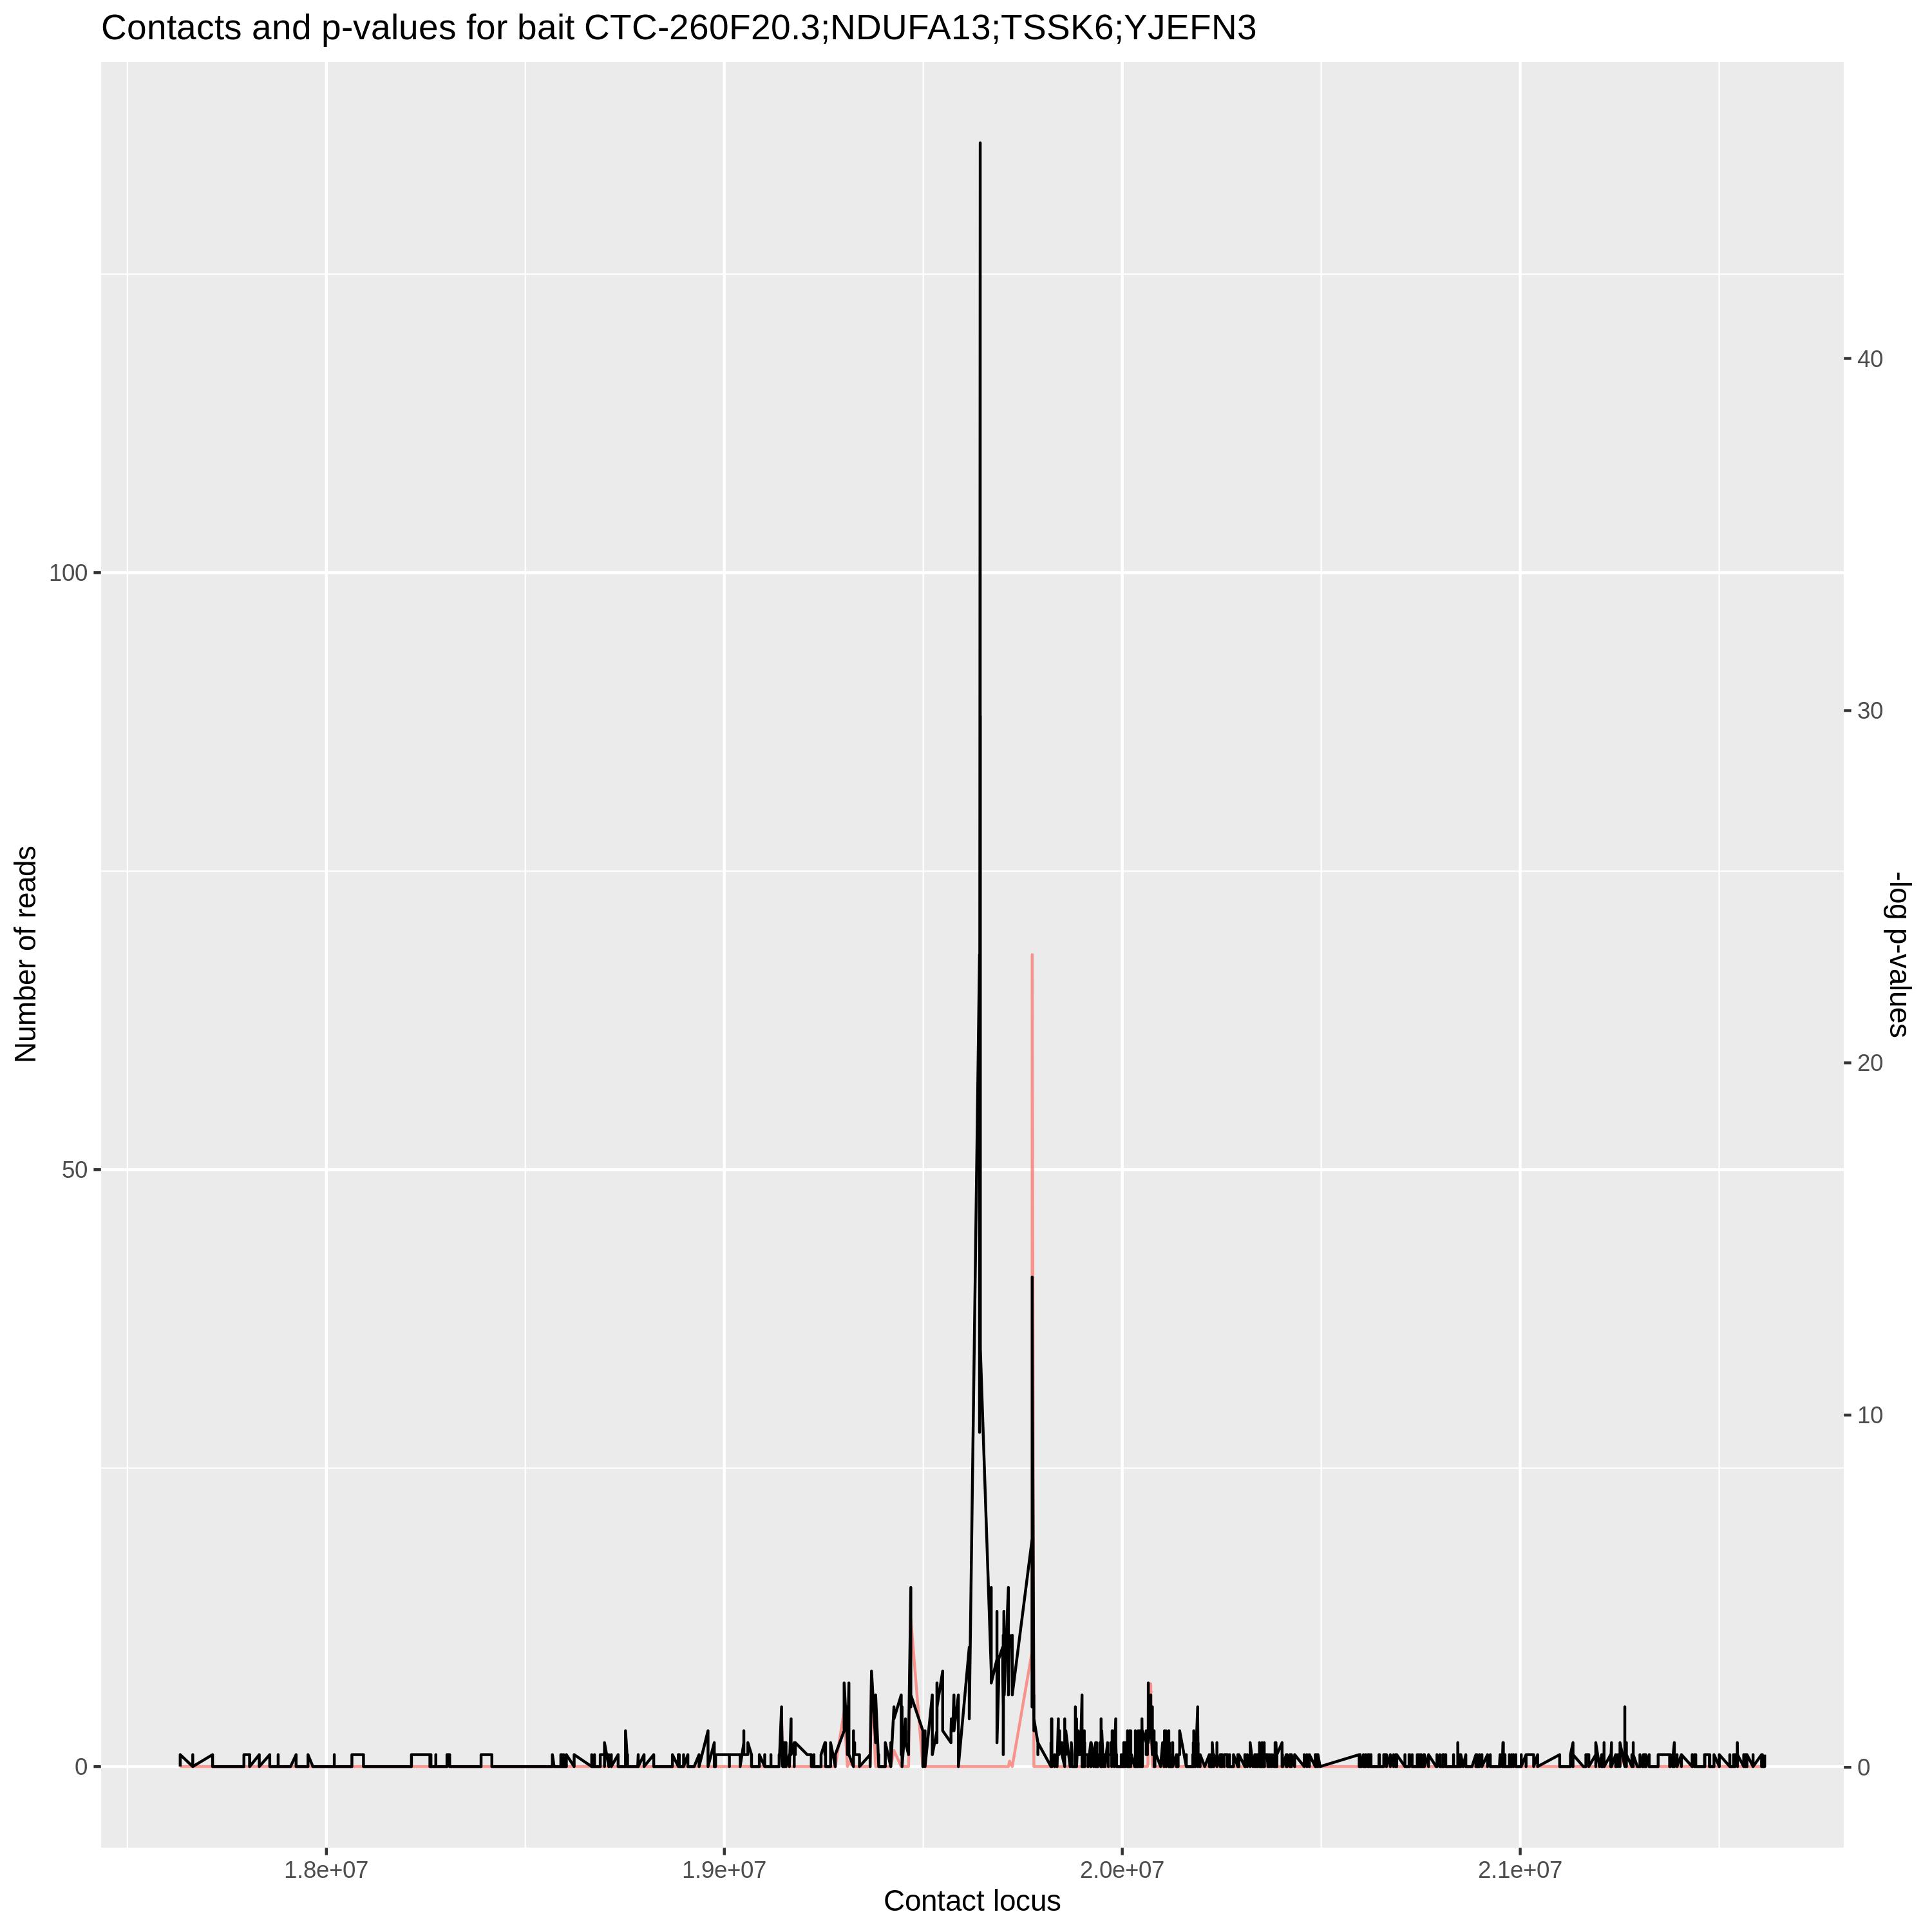 Contacts and p-values for bait CTC-260F20.3;NDUFA13;TSSK6;YJEFN3
Number of reads
100
50
0
40
30
20
10
0
-log p-values
1.8e+07
1.9e+07
2.0e+07
2.1e+07
Contact locus